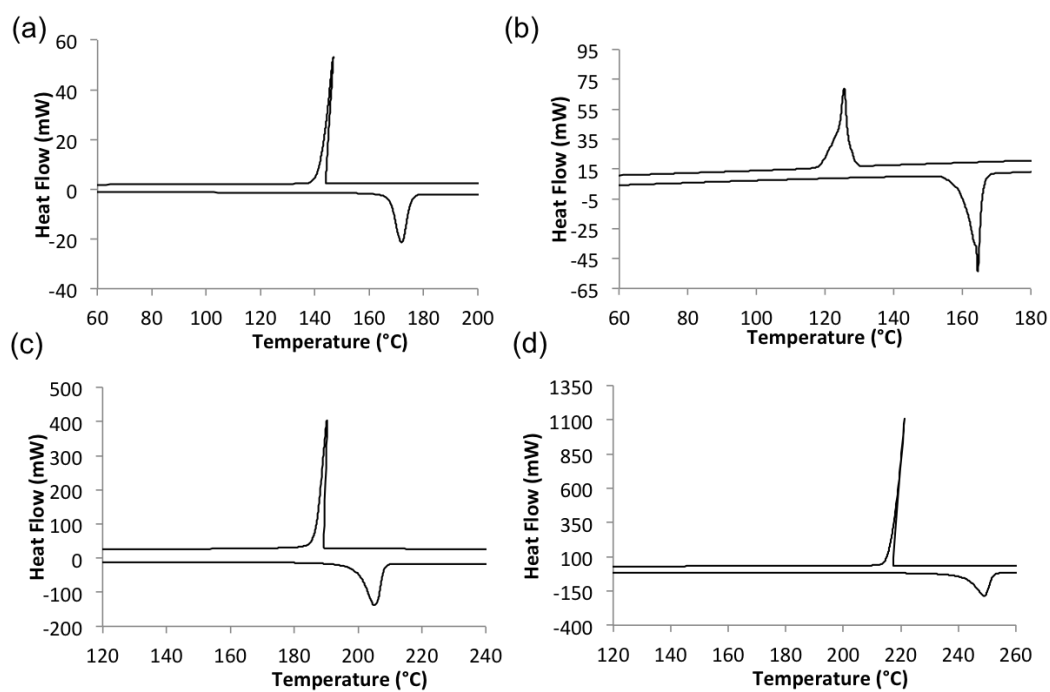 (a)
60
40
20
0
-20
-40
Heat Flow (mW)
60 80 100 120 140 160 180 200
Temperature (°C)
(b)
95
75
55
35
15
-5
-25
-45
-65
Heat Flow (mW)
60 80 100 120 140 160 180
Temperature (°C)
(c)
500
400
300
200
100
0
-100
-200
Heat Flow (mW)
120 140 160 180 200 220 240
Temperature (°C)
(d)
1350
1100
850
600
350
100
-150
-400
Heat Flow (mW)
120 140 160 180 200 220 240 260
Temperature (°C)